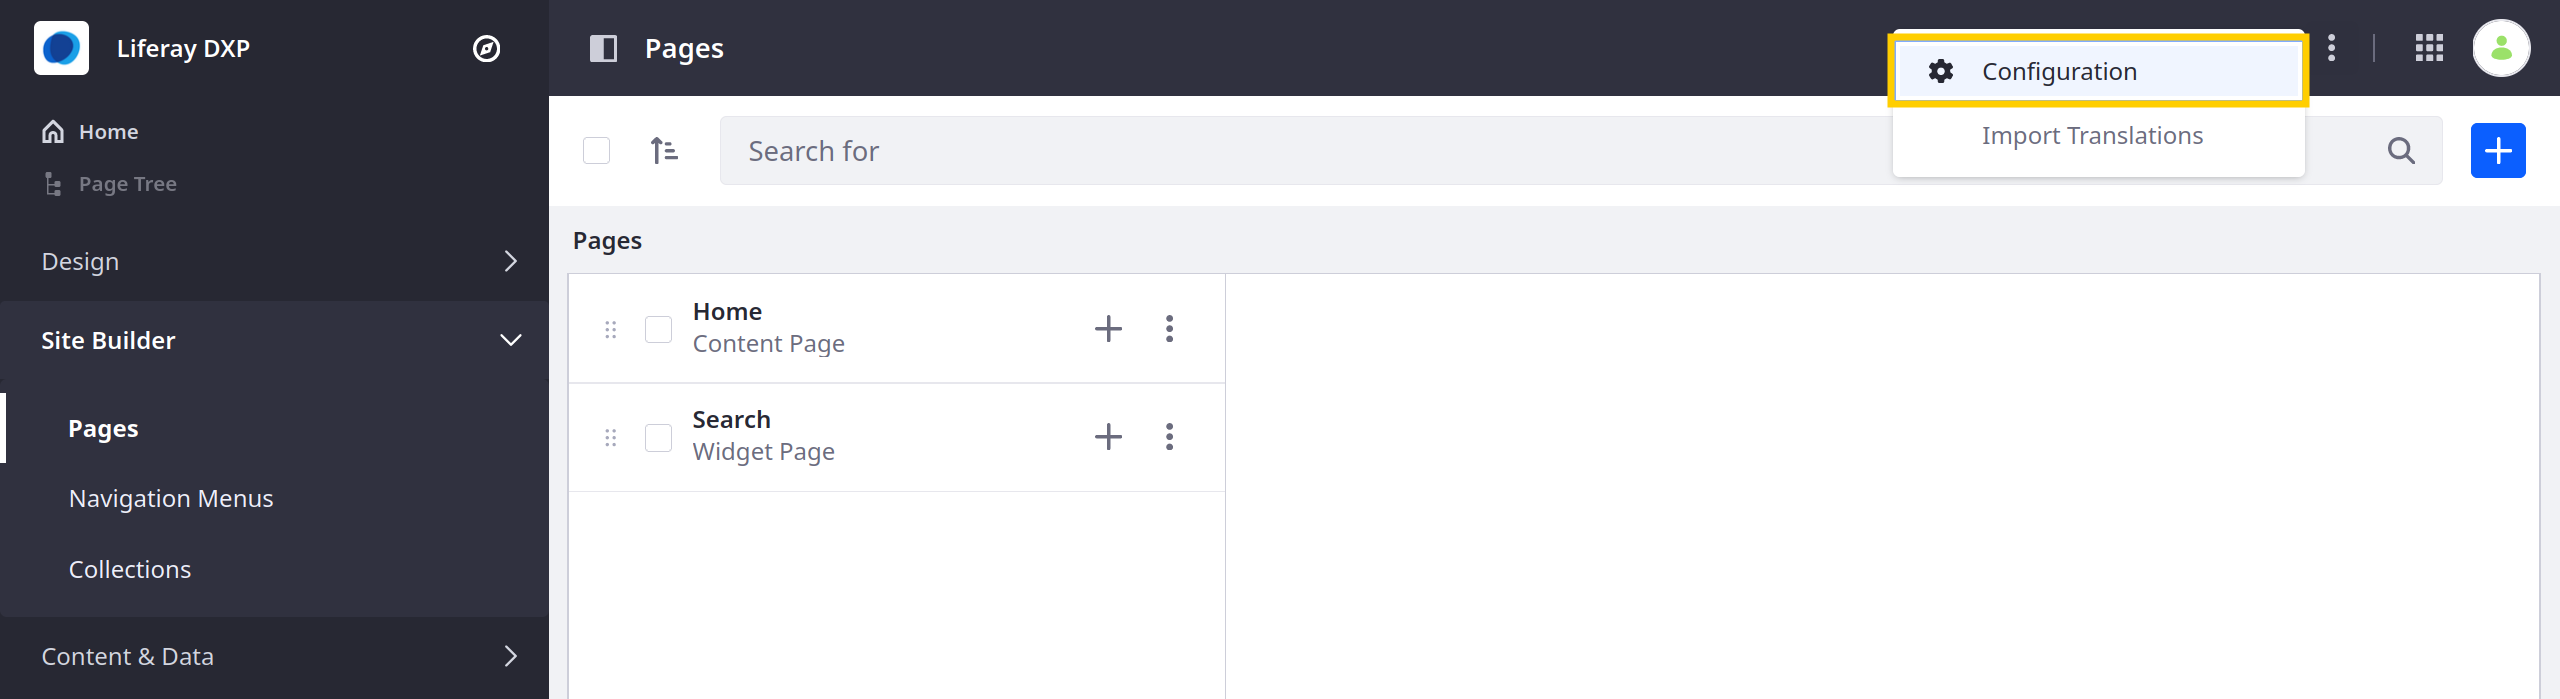 Liferay DXP
Home
Page Tree
Design
Site Builder
Pages
Navigation Menus
Collections
Content & Data
Pages
Configuration
Import Translations
Search for
Pages
Home
Content Page
Search
Widget Page